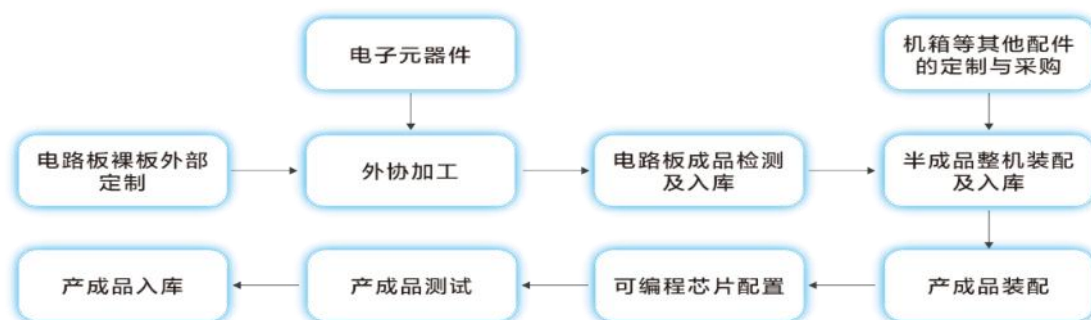 电子元器件
机箱等其他配件
的定制与采购
电路板裸板外部
定制
外协加工
电路板成品检测
及入库
半成品整机装配
及入库
产成品入库
产成品测试
可编程芯片配置
产成品装配